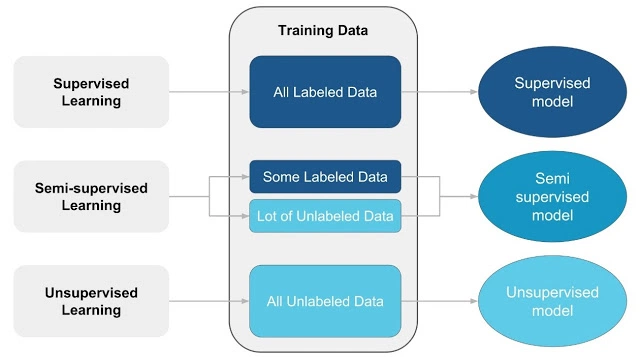 Training Data
Supervised
Learning
All Labeled Data
Supervised
model
Semi-supervised
Learning
Some Labeled Data
Lot of Unlabeled Data
Semi
supervised
model
Unsupervised
Learning
All Unlabeled Data
Unsupervised
model